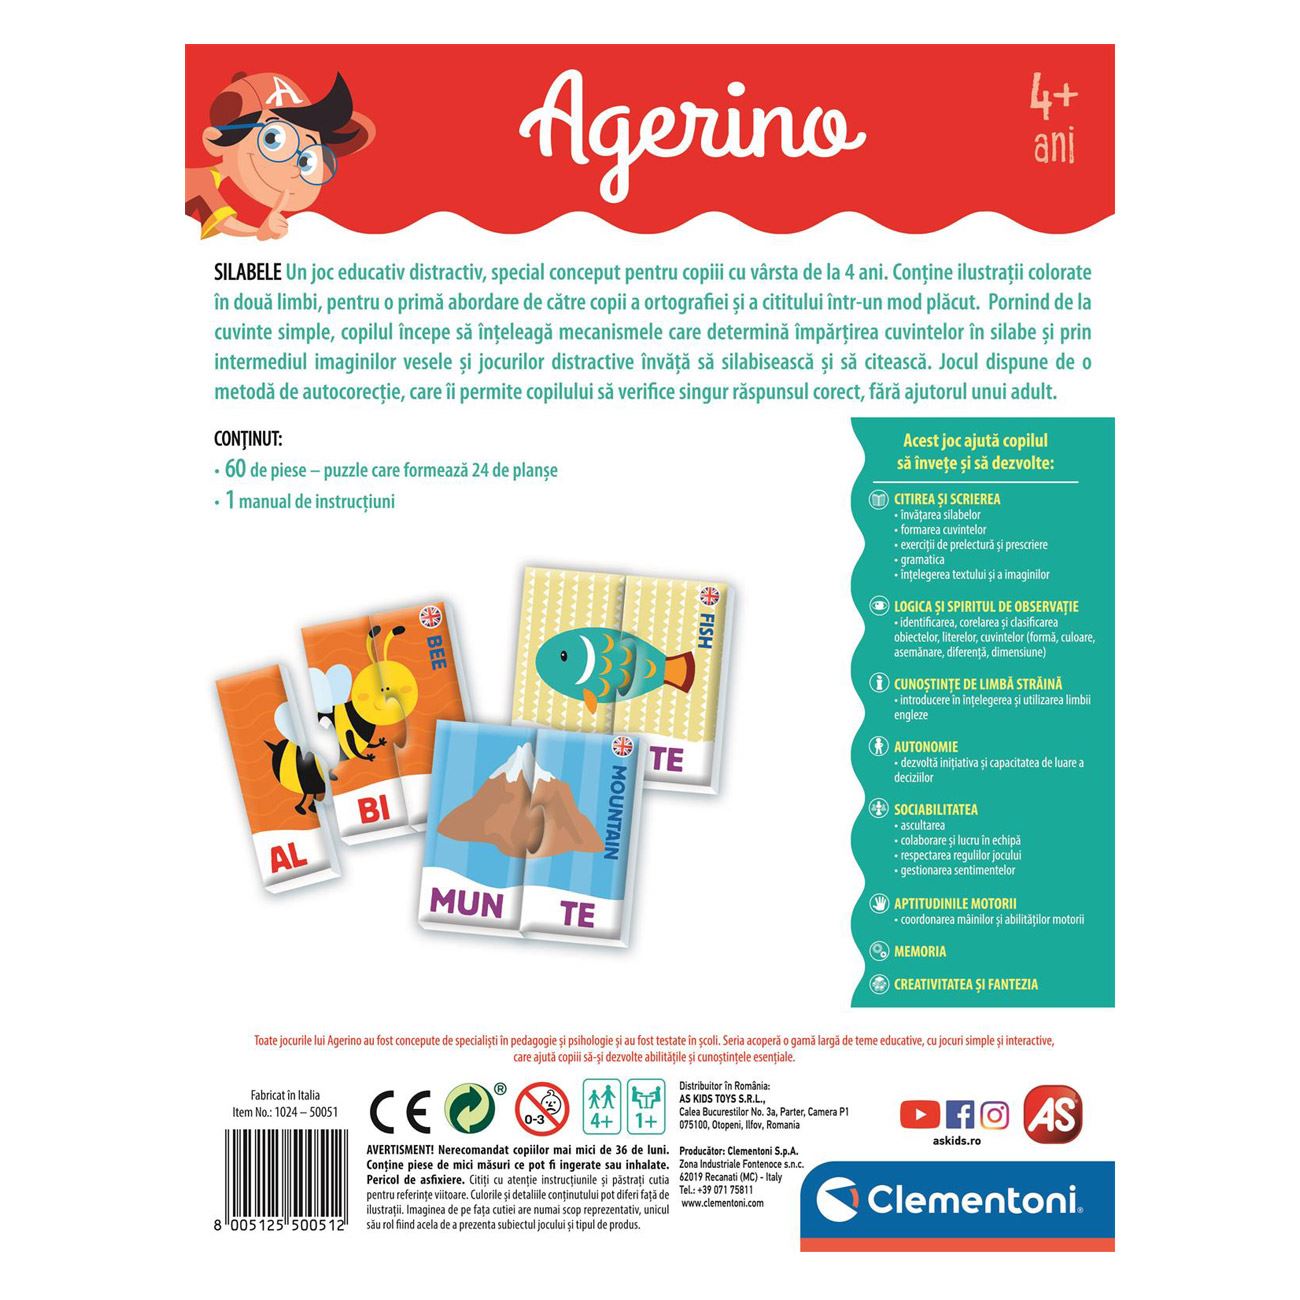 A
Agerino
4+
ani
SILABELE Un joc educativ distractiv, special conceput pentru copiii cu vârsta de la 4 ani. Conține ilustrații colorate
în două limbi, pentru o primă abordare de către copii a ortografiei și a cititului într-un mod plăcut. Pornind de la
cuvinte simple, copilul începe să înțeleagă mecanismele care determină împărțirea cuvintelor în silabe și prin
intermediul imaginilor vesele și jocurilor distractive învăță să silabisească și să citească. Jocul dispune de o
metodă de autocorecție, care îi permite copilului să verifice singur răspunsul corect, fără ajutorul unui adult.
CONŢINUT:
• 60 de piese – puzzle care formează 24 de planșe
• 1 manual de instrucțiuni
Acest joc ajută copilul
să învețe și să dezvolte:
CITIREA ȘI SCRIEREA
• învățarea silabelor
• formarea cuvintelor
• exerciții de prelectură și prescriere
• gramatica
• înțelegerea textului și a imaginilor
LOGICA ȘI SPIRITUL DE OBSERVAȚIE
• identificarea, corelarea și clasificarea
obiectelor, literelor, cuvintelor (formă, culoare,
asemănare, diferență, dimensiune)
CUNOȘTINȚE DE LIMBĂ STRĂINĂ
• introducere în înțelegerea și utilizarea limbii
engleze
AUTONOMIE
• dezvoltă inițiativa și capacitatea de luare a
deciziilor
SOCIABILITATEA
• ascultarea
• colaborare și lucru în echipă
• respectarea regulilor jocului
• gestionarea sentimentelor
APTITUDINILE MOTORII
• coordonarea mâinilor și abilităților motorii
MEMORIA
CREATIVITATEA ȘI FANTEZIA
BEE
AL
BI
FISH
TE
MOUNTAIN
MUN TE
Toate jocurile lui Agerino au fost concepute de specialiști în pedagogie și psihologie și au fost testate în școli. Seria acoperă o gamă largă de teme educative, cu jocuri simple și interactive,
care ajută copiii să-și dezvolte abilitățile și cunoștințele esențiale.
Fabricat în Italia
Item No.: 1024 – 50051
8 005125 500512
CE
®
0-3
4+
1+
AVERTISMENT! Nerecomandat copiilor mai mici de 36 de luni.
Conține piese de mici măsuri ce pot fi ingerate sau inhalate.
Pericol de asfixiere. Citiți cu atenție instrucțiunile și păstrați cutia
pentru referințe viitoare. Culorile și detaliile conținutului pot diferi față de
ilustrații. Imaginea de pe fața cutiei are numai scop reprezentativ, unicul
său rol fiind acela de a prezenta subiectul jocului și tipul de produs.
Distribuitor în România:
AS KIDS TOYS S.R.L.,
Calea Bucurestilor No. 3a, Parter, Camera P1
075100, Otopeni, Ilfov, Romania
Producător: Clementoni S.p.A.
Zona Industriale Fontenoce s.n.c.
62019 Recanati (MC) - Italy
Tel.: +39 071 75811
www.clementoni.com
askids.ro
AS
Clementoni®